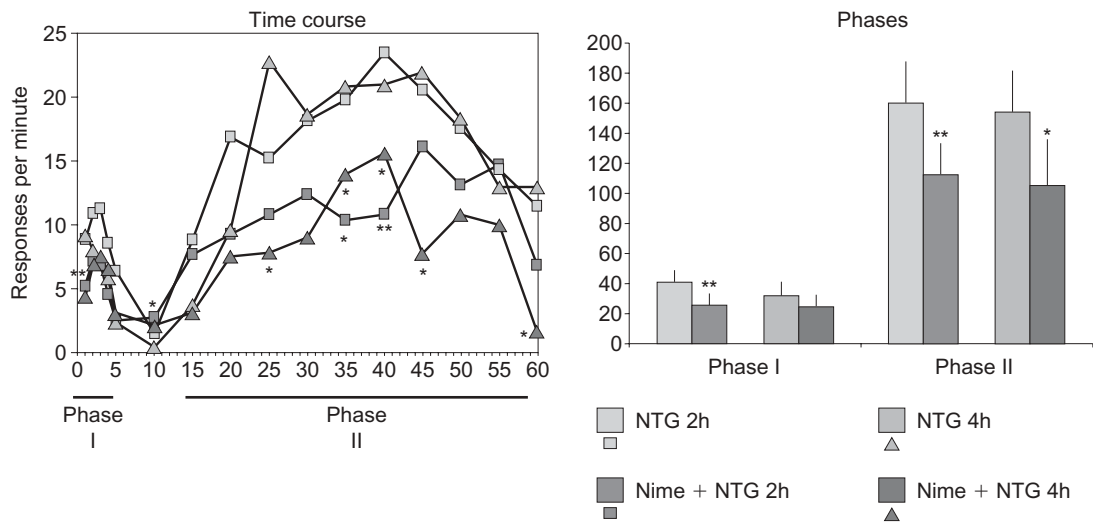 Time course
Responses per minute
25
20
15
10
5
0
**
*
*
*
*
*
**
*
*
0 5 10 15 20 25 30 35 40 45 50 55 60
Phase
I
Phase
II
Phases
200
180
160
140
120
100
80
60
40
20
0
**
**
*
Phase I Phase II
NTG 2h NTG 4h
Nime + NTG 2h Nime + NTG 4h